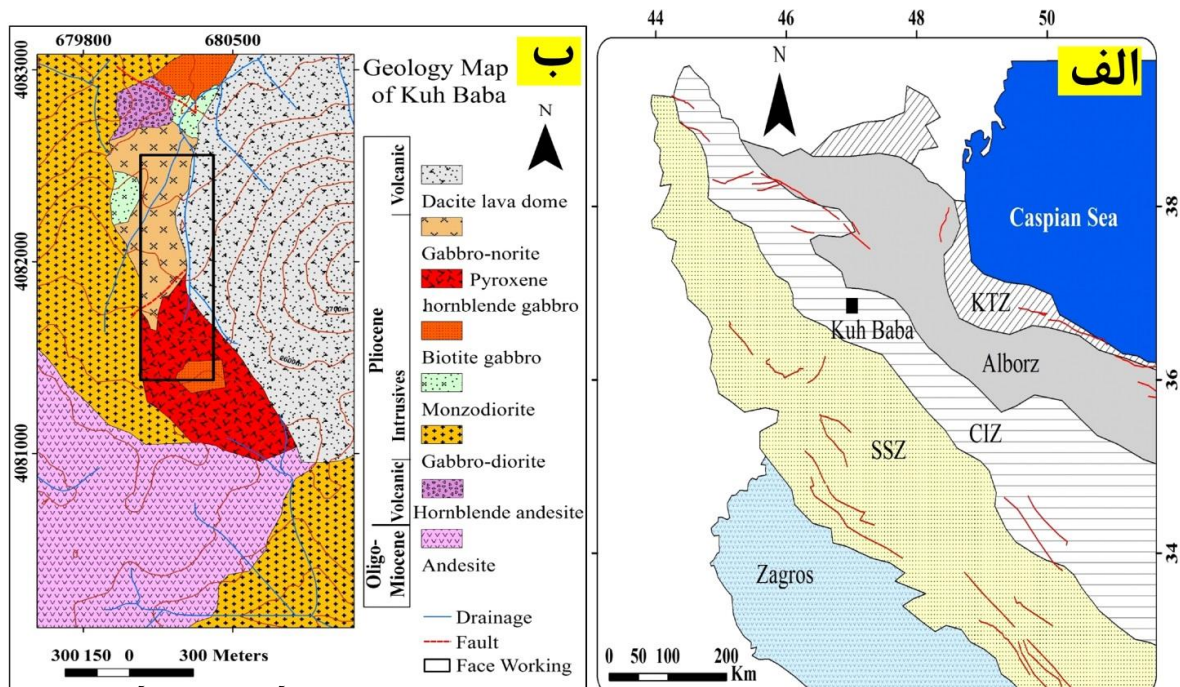 679800 680500
4083000
4082000
4081000
ب
Geology Map
of Kuh Baba
N
Volcanic
Pliocene
Intrusives
Volcanic
Oligo-
Miocene
Dacite lava dome
Gabbro-norite
Pyroxene
hornblende gabbro
Biotite gabbro
Monzodiorite
Gabbro-diorite
Hornblende andesite
Andesite
Drainage
Fault
Face Working
2700m
300 150 0 300 Meters
44 46 48 50
الف
N
38
36
34
Caspian Sea
KTZ
Kuh Baba
Alborz
CIZ
SSZ
Zagros
0 50 100 200
Km